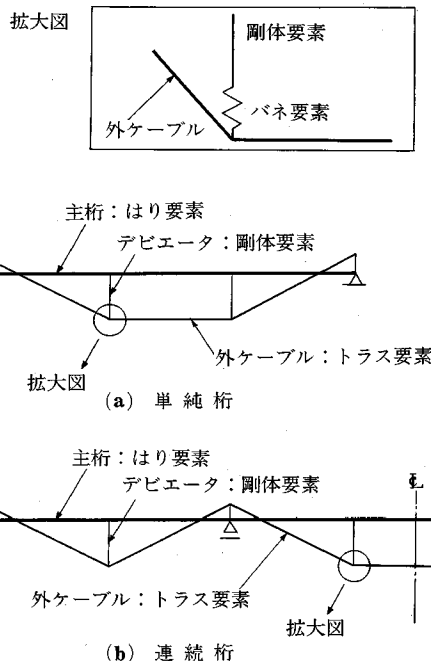 拡大図
剛体要素
バネ要素
外ケーブル
主桁:はり要素
デビエータ:剛体要素
外ケーブル:トラス要素
拡大図
(a) 単純桁
主桁:はり要素
デビエータ:剛体要素
℄
外ケーブル:トラス要素
拡大図
(b) 連続桁